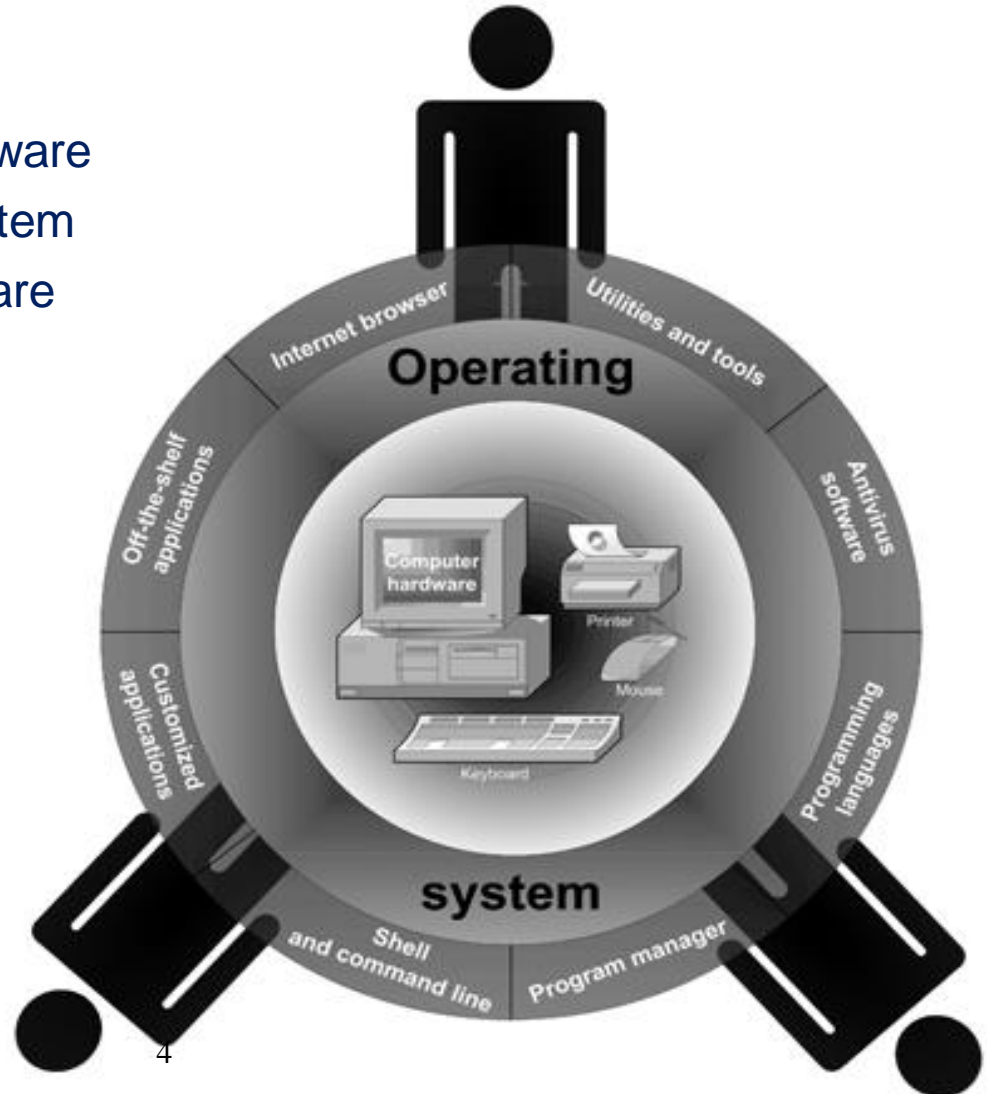 ware
tem
are
Internet browser
Utilities and tools
Operating
Off-the-shelf
applications
Antivirus
software
Computer
hardware
Printer
Mouse
Keyboard
Customized
applications
Programming
languages
system
Shell
and command line
Program manager
4